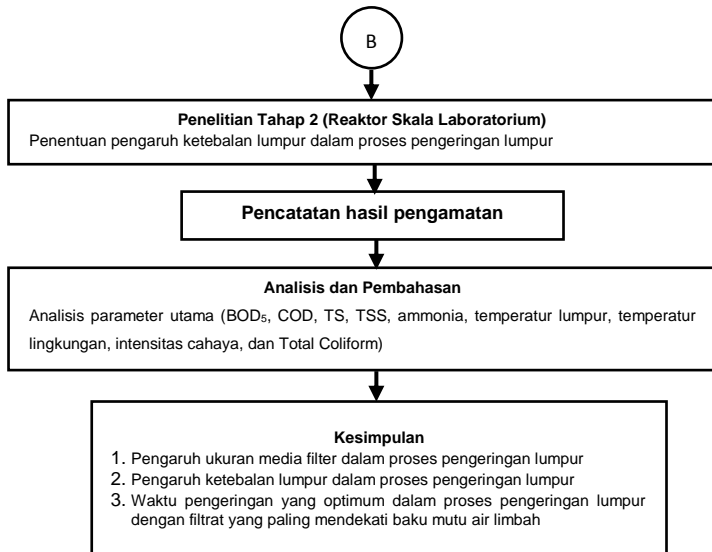 B
Penelitian Tahap 2 (Reaktor Skala Laboratorium)
Penentuan pengaruh ketebalan lumpur dalam proses pengeringan lumpur
Pencatatan hasil pengamatan
Analisis dan Pembahasan
Analisis parameter utama (BOD₅, COD, TS, TSS, ammonia, temperatur lumpur, temperatur
lingkungan, intensitas cahaya, dan Total Coliform)
Kesimpulan
1. Pengaruh ukuran media filter dalam proses pengeringan lumpur
2. Pengaruh ketebalan lumpur dalam proses pengeringan lumpur
3. Waktu pengeringan yang optimum dalam proses pengeringan lumpur
dengan filtrat yang paling mendekati baku mutu air limbah